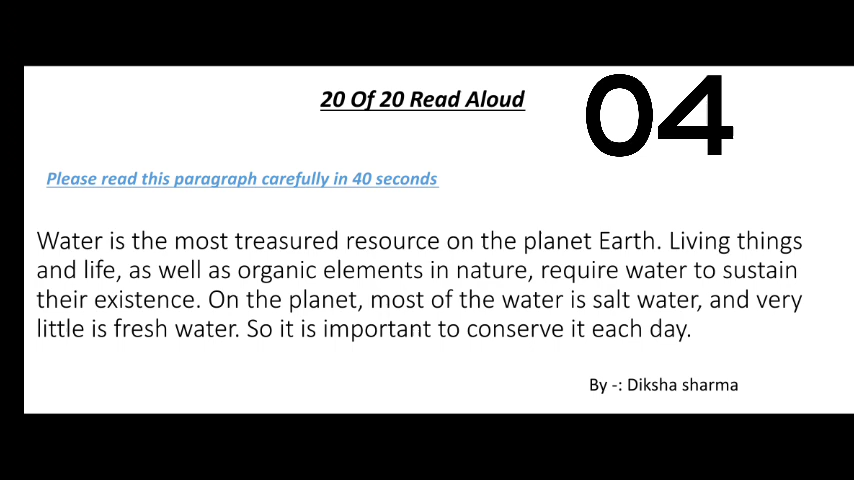 20 Of 20 Read Aloud
04
Please read this paragraph carefully in 40 seconds
Water is the most treasured resource on the planet Earth. Living things
and life, as well as organic elements in nature, require water to sustain
their existence. On the planet, most of the water is salt water, and very
little is fresh water. So it is important to conserve it each day.
By -: Diksha sharma